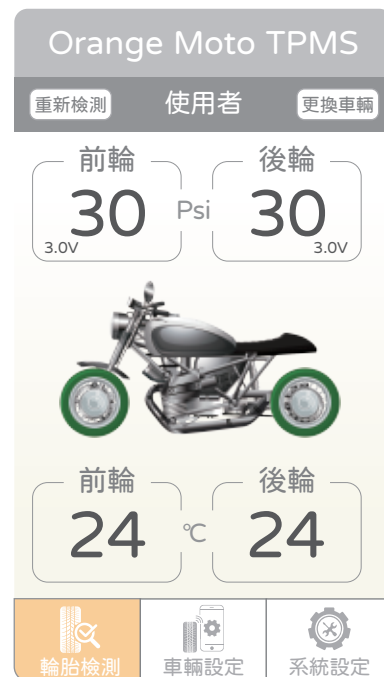 Orange Moto TPMS
重新檢測 使用者 更換車輛
前輪 後輪
30 Psi 30
3.0V 3.0V
前輪 後輪
24 °C 24
輪胎檢測 車輛設定 系統設定